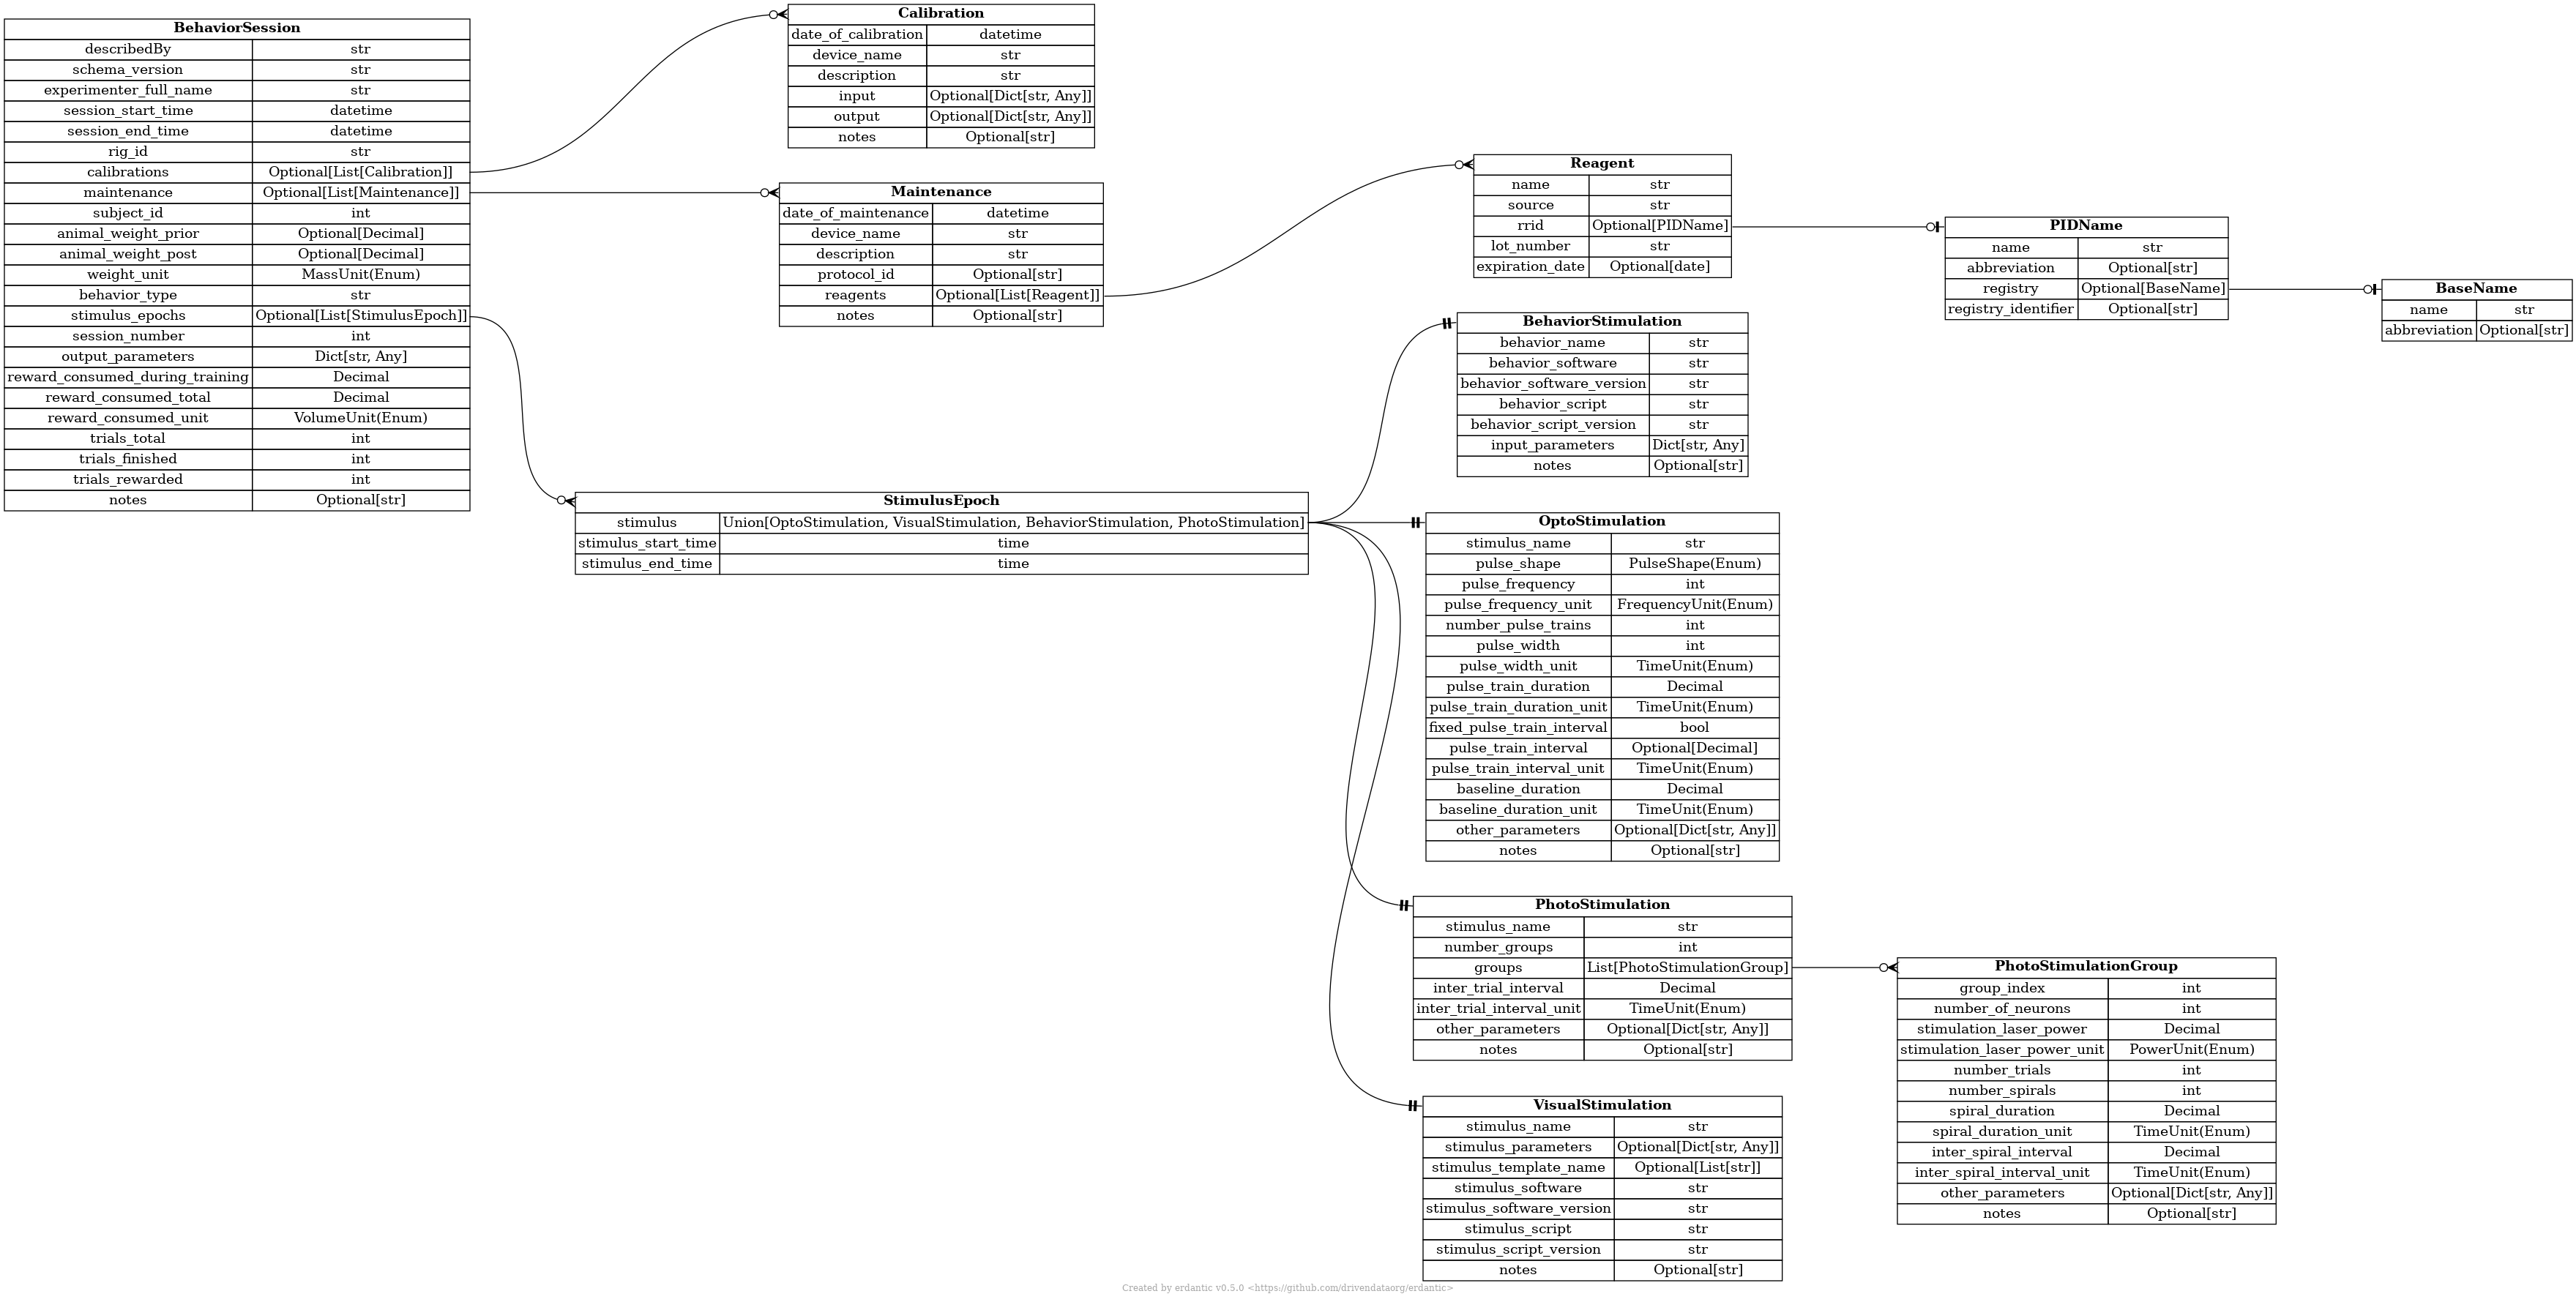 BehaviorSession
describedBy str
schema_version str
experimenter_full_name str
session_start_time datetime
session_end_time datetime
rig_id str
calibrations Optional[List[Calibration]]
maintenance Optional[List[Maintenance]]
subject_id int
animal_weight_prior Optional[Decimal]
animal_weight_post Optional[Decimal]
weight_unit MassUnit(Enum)
behavior_type str
stimulus_epochs Optional[List[StimulusEpoch]]
session_number int
output_parameters Dict[str, Any]
reward_consumed_during_training Decimal
reward_consumed_total Decimal
reward_consumed_unit VolumeUnit(Enum)
trials_total int
trials_finished int
trials_rewarded int
notes Optional[str]
Calibration
date_of_calibration datetime
device_name str
description str
input Optional[Dict[str, Any]]
output Optional[Dict[str, Any]]
notes Optional[str]
Maintenance
date_of_maintenance datetime
device_name str
description str
protocol_id Optional[str]
reagents Optional[List[Reagent]]
notes Optional[str]
Reagent
name str
source str
rrid Optional[PIDName]
lot_number str
expiration_date Optional[date]
PIDName
name str
abbreviation Optional[str]
registry Optional[BaseName]
registry_identifier Optional[str]
BaseName
name str
abbreviation Optional[str]
StimulusEpoch
stimulus Union[OptoStimulation, VisualStimulation, BehaviorStimulation, PhotoStimulation]
stimulus_start_time time
stimulus_end_time time
BehaviorStimulation
behavior_name str
behavior_software str
behavior_software_version str
behavior_script str
behavior_script_version str
input_parameters Dict[str, Any]
notes Optional[str]
OptoStimulation
stimulus_name str
pulse_shape PulseShape(Enum)
pulse_frequency int
pulse_frequency_unit FrequencyUnit(Enum)
number_pulse_trains int
pulse_width int
pulse_width_unit TimeUnit(Enum)
pulse_train_duration Decimal
pulse_train_duration_unit TimeUnit(Enum)
fixed_pulse_train_interval bool
pulse_train_interval Optional[Decimal]
pulse_train_interval_unit TimeUnit(Enum)
baseline_duration Decimal
baseline_duration_unit TimeUnit(Enum)
other_parameters Optional[Dict[str, Any]]
notes Optional[str]
PhotoStimulation
stimulus_name str
number_groups int
groups List[PhotoStimulationGroup]
inter_trial_interval Decimal
inter_trial_interval_unit TimeUnit(Enum)
other_parameters Optional[Dict[str, Any]]
notes Optional[str]
PhotoStimulationGroup
group_index int
number_of_neurons int
stimulation_laser_power Decimal
stimulation_laser_power_unit PowerUnit(Enum)
number_trials int
number_spirals int
spiral_duration Decimal
spiral_duration_unit TimeUnit(Enum)
inter_spiral_interval Decimal
inter_spiral_interval_unit TimeUnit(Enum)
other_parameters Optional[Dict[str, Any]]
notes Optional[str]
VisualStimulation
stimulus_name str
stimulus_parameters Optional[Dict[str, Any]]
stimulus_template_name Optional[List[str]]
stimulus_software str
stimulus_software_version str
stimulus_script str
stimulus_script_version str
notes Optional[str]
Created by erdantic v0.5.0 <https://github.com/drivendataorg/erdantic>